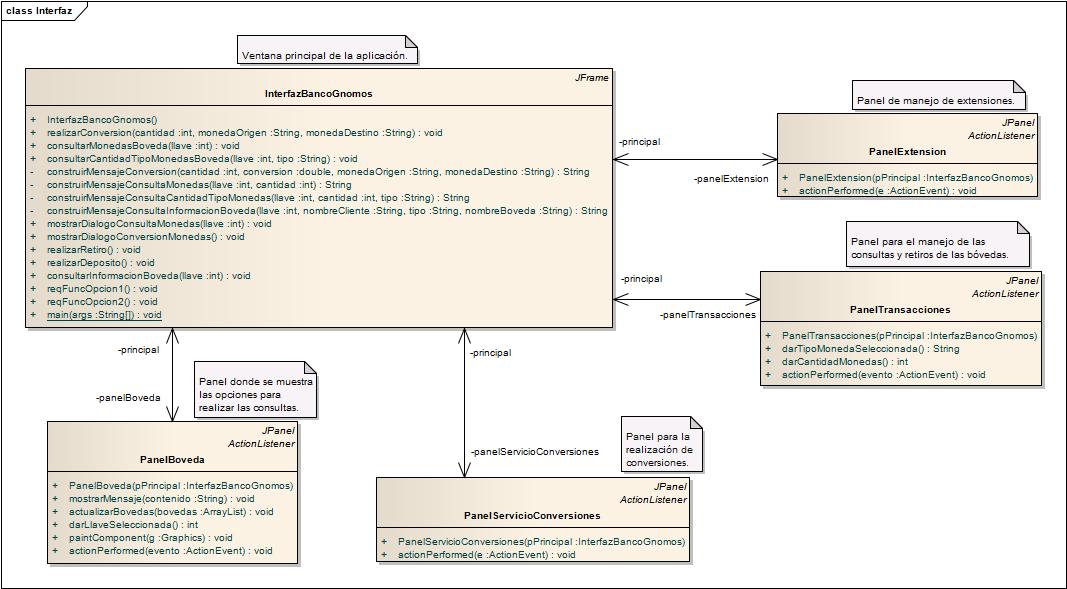 class Interfaz
Ventana principal de la aplicación.
JFrame
InterfazBancoGnomos
+ InterfazBancoGnomos()
+ realizarConversion(cantidad :int, monedaOrigen :String, monedaDestino :String) : void
+ consultarMonedasBoveda(llave :int) : void
+ consultarCantidadTipoMonedasBoveda(llave :int, tipo :String) : void
- construirMensajeConversion(cantidad :int, conversion :double, monedaOrigen :String, monedaDestino :String) : String
- construirMensajeConsultaMonedas(llave :int, cantidad :int) : String
- construirMensajeConsultaCantidadTipoMonedas(llave :int, cantidad :int, tipo :String) : String
- construirMensajeConsultaInformacionBoveda(llave :int, nombreCliente :String, tipo :String, nombreBoveda :String) : String
+ mostrarDialogoConsultaMonedas(llave :int) : void
+ mostrarDialogoConversionMonedas() : void
+ realizarRetiro() : void
+ realizarDeposito() : void
+ consultarInformacionBoveda(llave :int) : void
+ reqFuncOpcion1() : void
+ reqFuncOpcion2() : void
+ main(args :String[]) : void
-principal
-panelExtension
Panel de manejo de extensiones.
JPanel
ActionListener
PanelExtension
+ PanelExtension(pPrincipal :InterfazBancoGnomos)
+ actionPerformed(e :ActionEvent) : void
-principal
-panelTransacciones
Panel para el manejo de las
consultas y retiros de las bóvedas.
JPanel
ActionListener
PanelTransacciones
+ PanelTransacciones(pPrincipal :InterfazBancoGnomos)
+ darTipoMonedaSeleccionada() : String
+ darCantidadMonedas() : int
+ actionPerformed(evento :ActionEvent) : void
-principal
-panelBoveda
Panel donde se muestra
las opciones para
realizar las consultas.
JPanel
ActionListener
PanelBoveda
+ PanelBoveda(pPrincipal :InterfazBancoGnomos)
+ mostrarMensaje(contenido :String) : void
+ actualizarBovedas(bovedas :ArrayList) : void
+ darLlaveSeleccionada() : int
+ paintComponent(g :Graphics) : void
+ actionPerformed(evento :ActionEvent) : void
-principal
-panelServicioConversiones
Panel para la
realización de
conversiones.
JPanel
ActionListener
PanelServicioConversiones
+ PanelServicioConversiones(pPrincipal :InterfazBancoGnomos)
+ actionPerformed(e :ActionEvent) : void